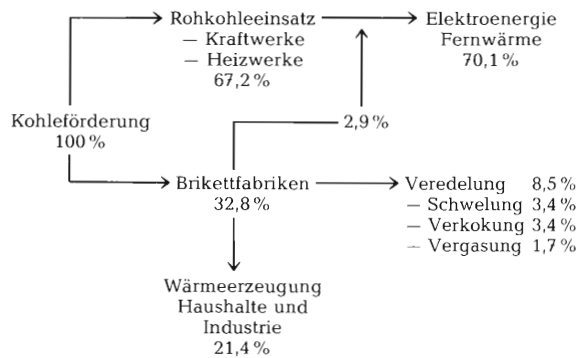 Rohkohleeinsatz
— Kraftwerke
— Heizwerke
67,2 %
Elektroenergie
Fernwärme
70,1 %
Kohleförderung
100 %
2,9 %
Brikettfabriken
32,8 %
Veredelung 8,5 %
— Schwelung 3,4 %
— Verkokung 3,4 %
— Vergasung 1,7 %
Wärmeerzeugung
Haushalte und
Industrie
21,4 %